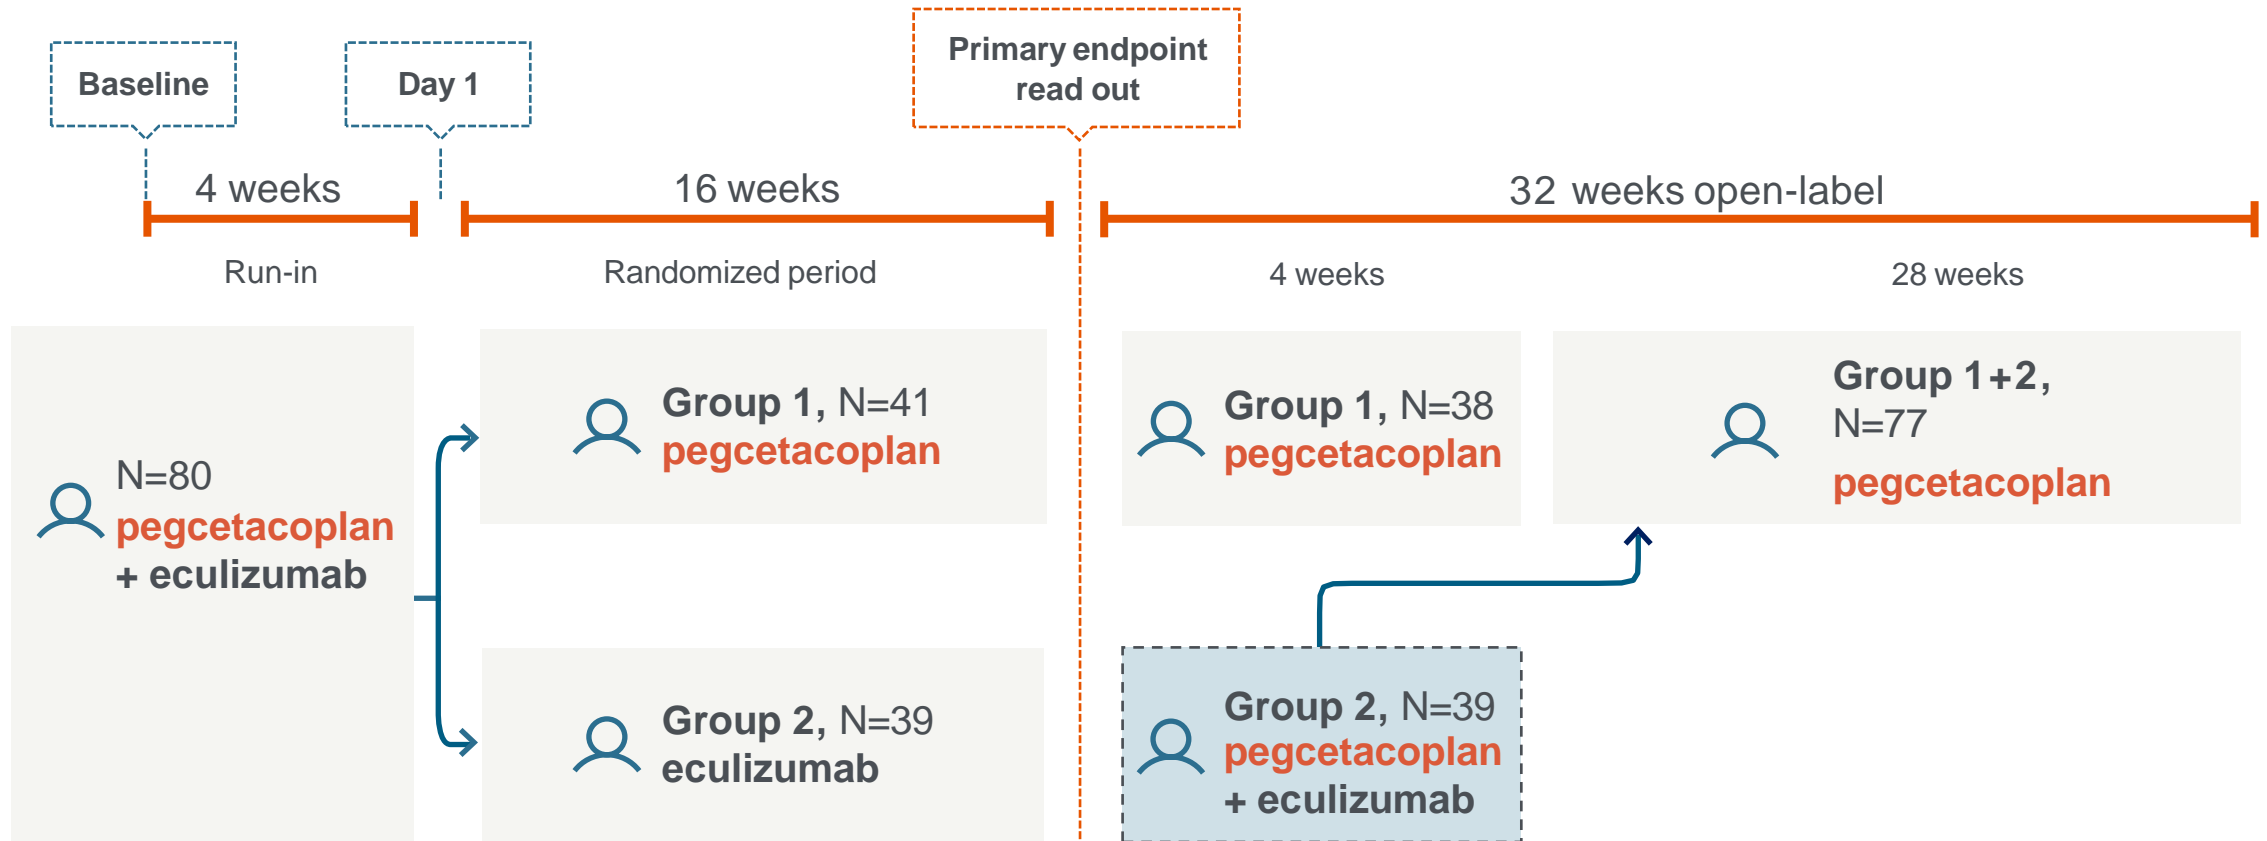 Baseline
Day 1
Primary endpoint
read out
4 weeks
16 weeks
32 weeks open-label
Run-in
Randomized period
4 weeks
28 weeks
N=80
pegcetacoplan
+ eculizumab
Group 1, N=41
pegcetacoplan
Group 2, N=39
eculizumab
Group 1, N=38
pegcetacoplan
Group 2, N=39
pegcetacoplan
+ eculizumab
Group 1+2,
N=77
pegcetacoplan